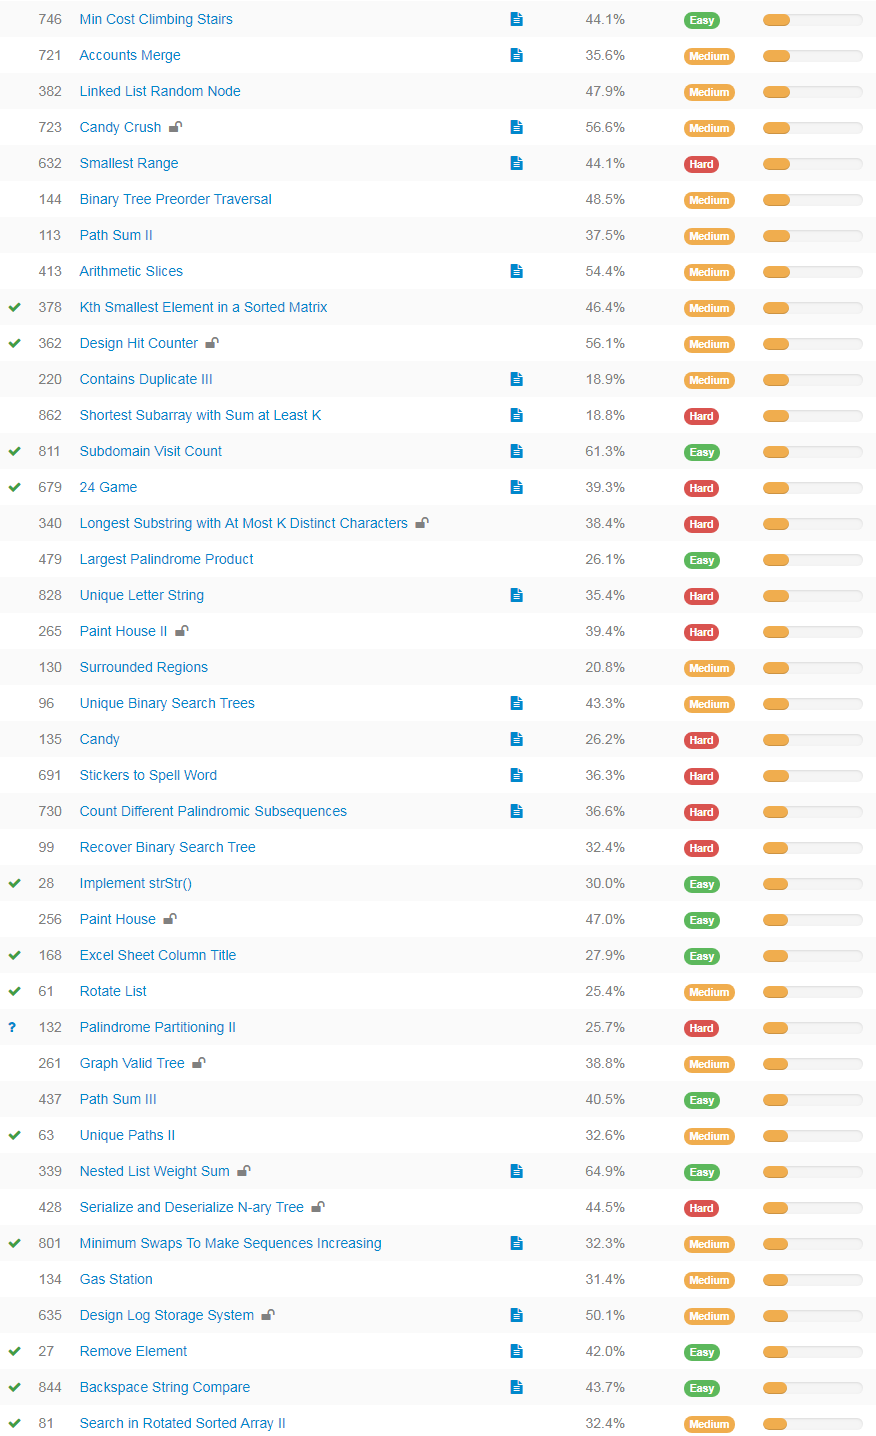 746 Min Cost Climbing Stairs 44.1% Easy
721 Accounts Merge 35.6% Medium
382 Linked List Random Node 47.9% Medium
723 Candy Crush 56.6% Medium
632 Smallest Range 44.1% Hard
144 Binary Tree Preorder Traversal 48.5% Medium
113 Path Sum II 37.5% Medium
413 Arithmetic Slices 54.4% Medium
378 Kth Smallest Element in a Sorted Matrix 46.4% Medium
362 Design Hit Counter 56.1% Medium
220 Contains Duplicate III 18.9% Medium
862 Shortest Subarray with Sum at Least K 18.8% Hard
811 Subdomain Visit Count 61.3% Easy
679 24 Game 39.3% Hard
340 Longest Substring with At Most K Distinct Characters 38.4% Hard
479 Largest Palindrome Product 26.1% Easy
828 Unique Letter String 35.4% Hard
265 Paint House II 39.4% Hard
130 Surrounded Regions 20.8% Medium
96 Unique Binary Search Trees 43.3% Medium
135 Candy 26.2% Hard
691 Stickers to Spell Word 36.3% Hard
730 Count Different Palindromic Subsequences 36.6% Hard
99 Recover Binary Search Tree 32.4% Hard
28 Implement strStr() 30.0% Easy
256 Paint House 47.0% Easy
168 Excel Sheet Column Title 27.9% Easy
61 Rotate List 25.4% Medium
? 132 Palindrome Partitioning II 25.7% Hard
261 Graph Valid Tree 38.8% Medium
437 Path Sum III 40.5% Easy
63 Unique Paths II 32.6% Medium
339 Nested List Weight Sum 64.9% Easy
428 Serialize and Deserialize N-ary Tree 44.5% Hard
801 Minimum Swaps To Make Sequences Increasing 32.3% Medium
134 Gas Station 31.4% Medium
635 Design Log Storage System 50.1% Medium
27 Remove Element 42.0% Easy
844 Backspace String Compare 43.7% Easy
81 Search in Rotated Sorted Array II 32.4% Medium